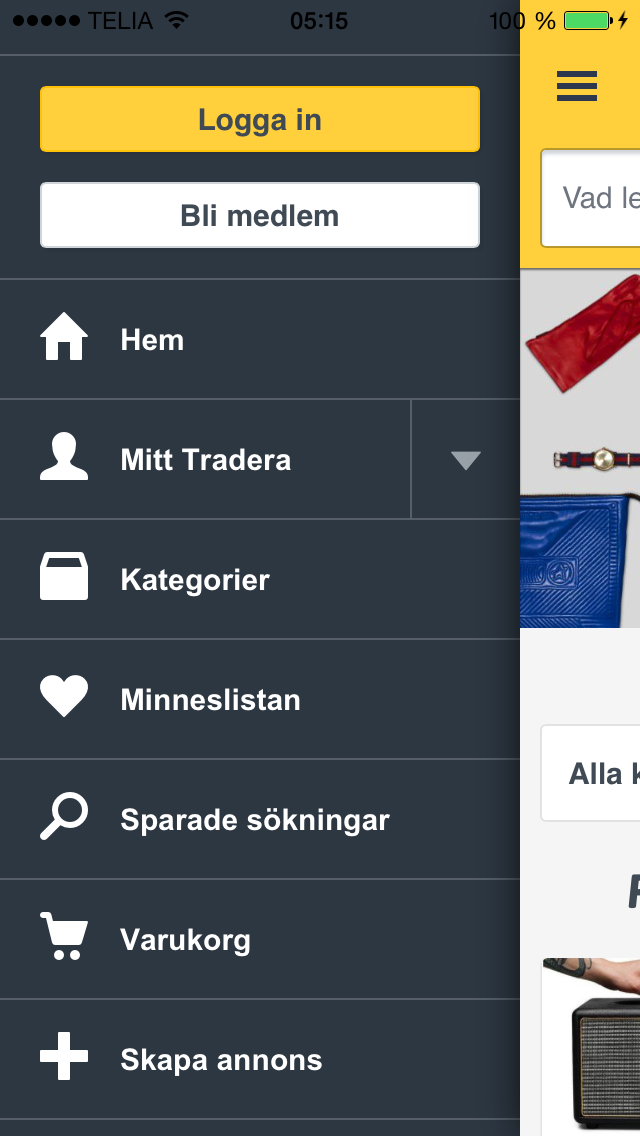 TELIA 05:15 100 %
Logga in
Bli medlem
Vad le
Hem
Mitt Tradera
Kategorier
Minneslistan
Alla k
Sparade sökningar
Varukorg
Skapa annons